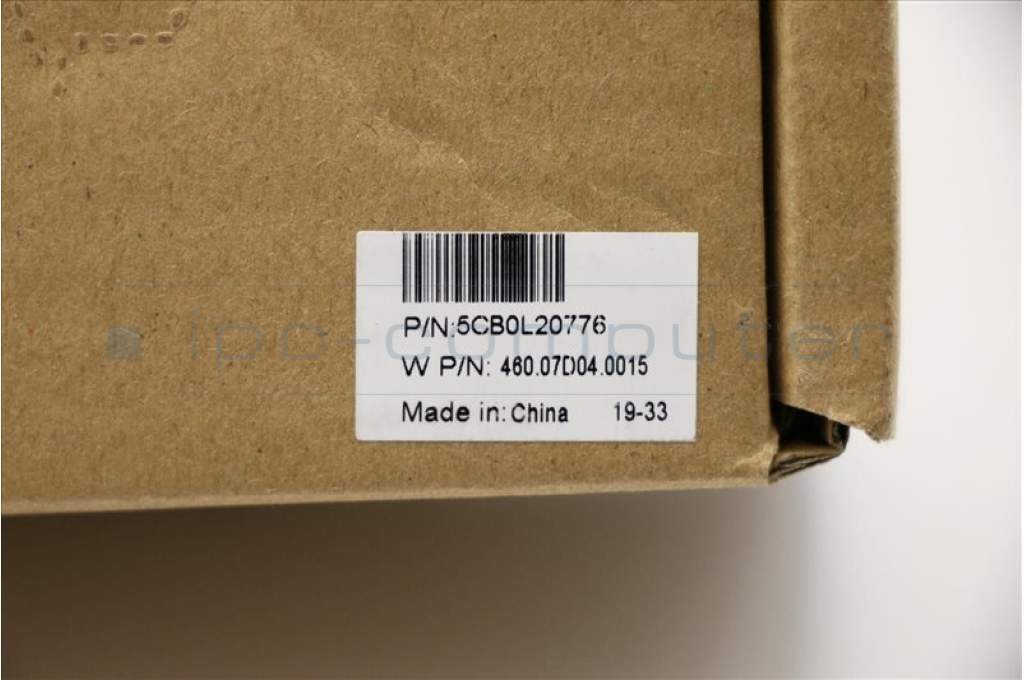 P/N:5CB0L20776
W P/N: 460.07D04.0015
Made in: China 19-33
ipc-computer